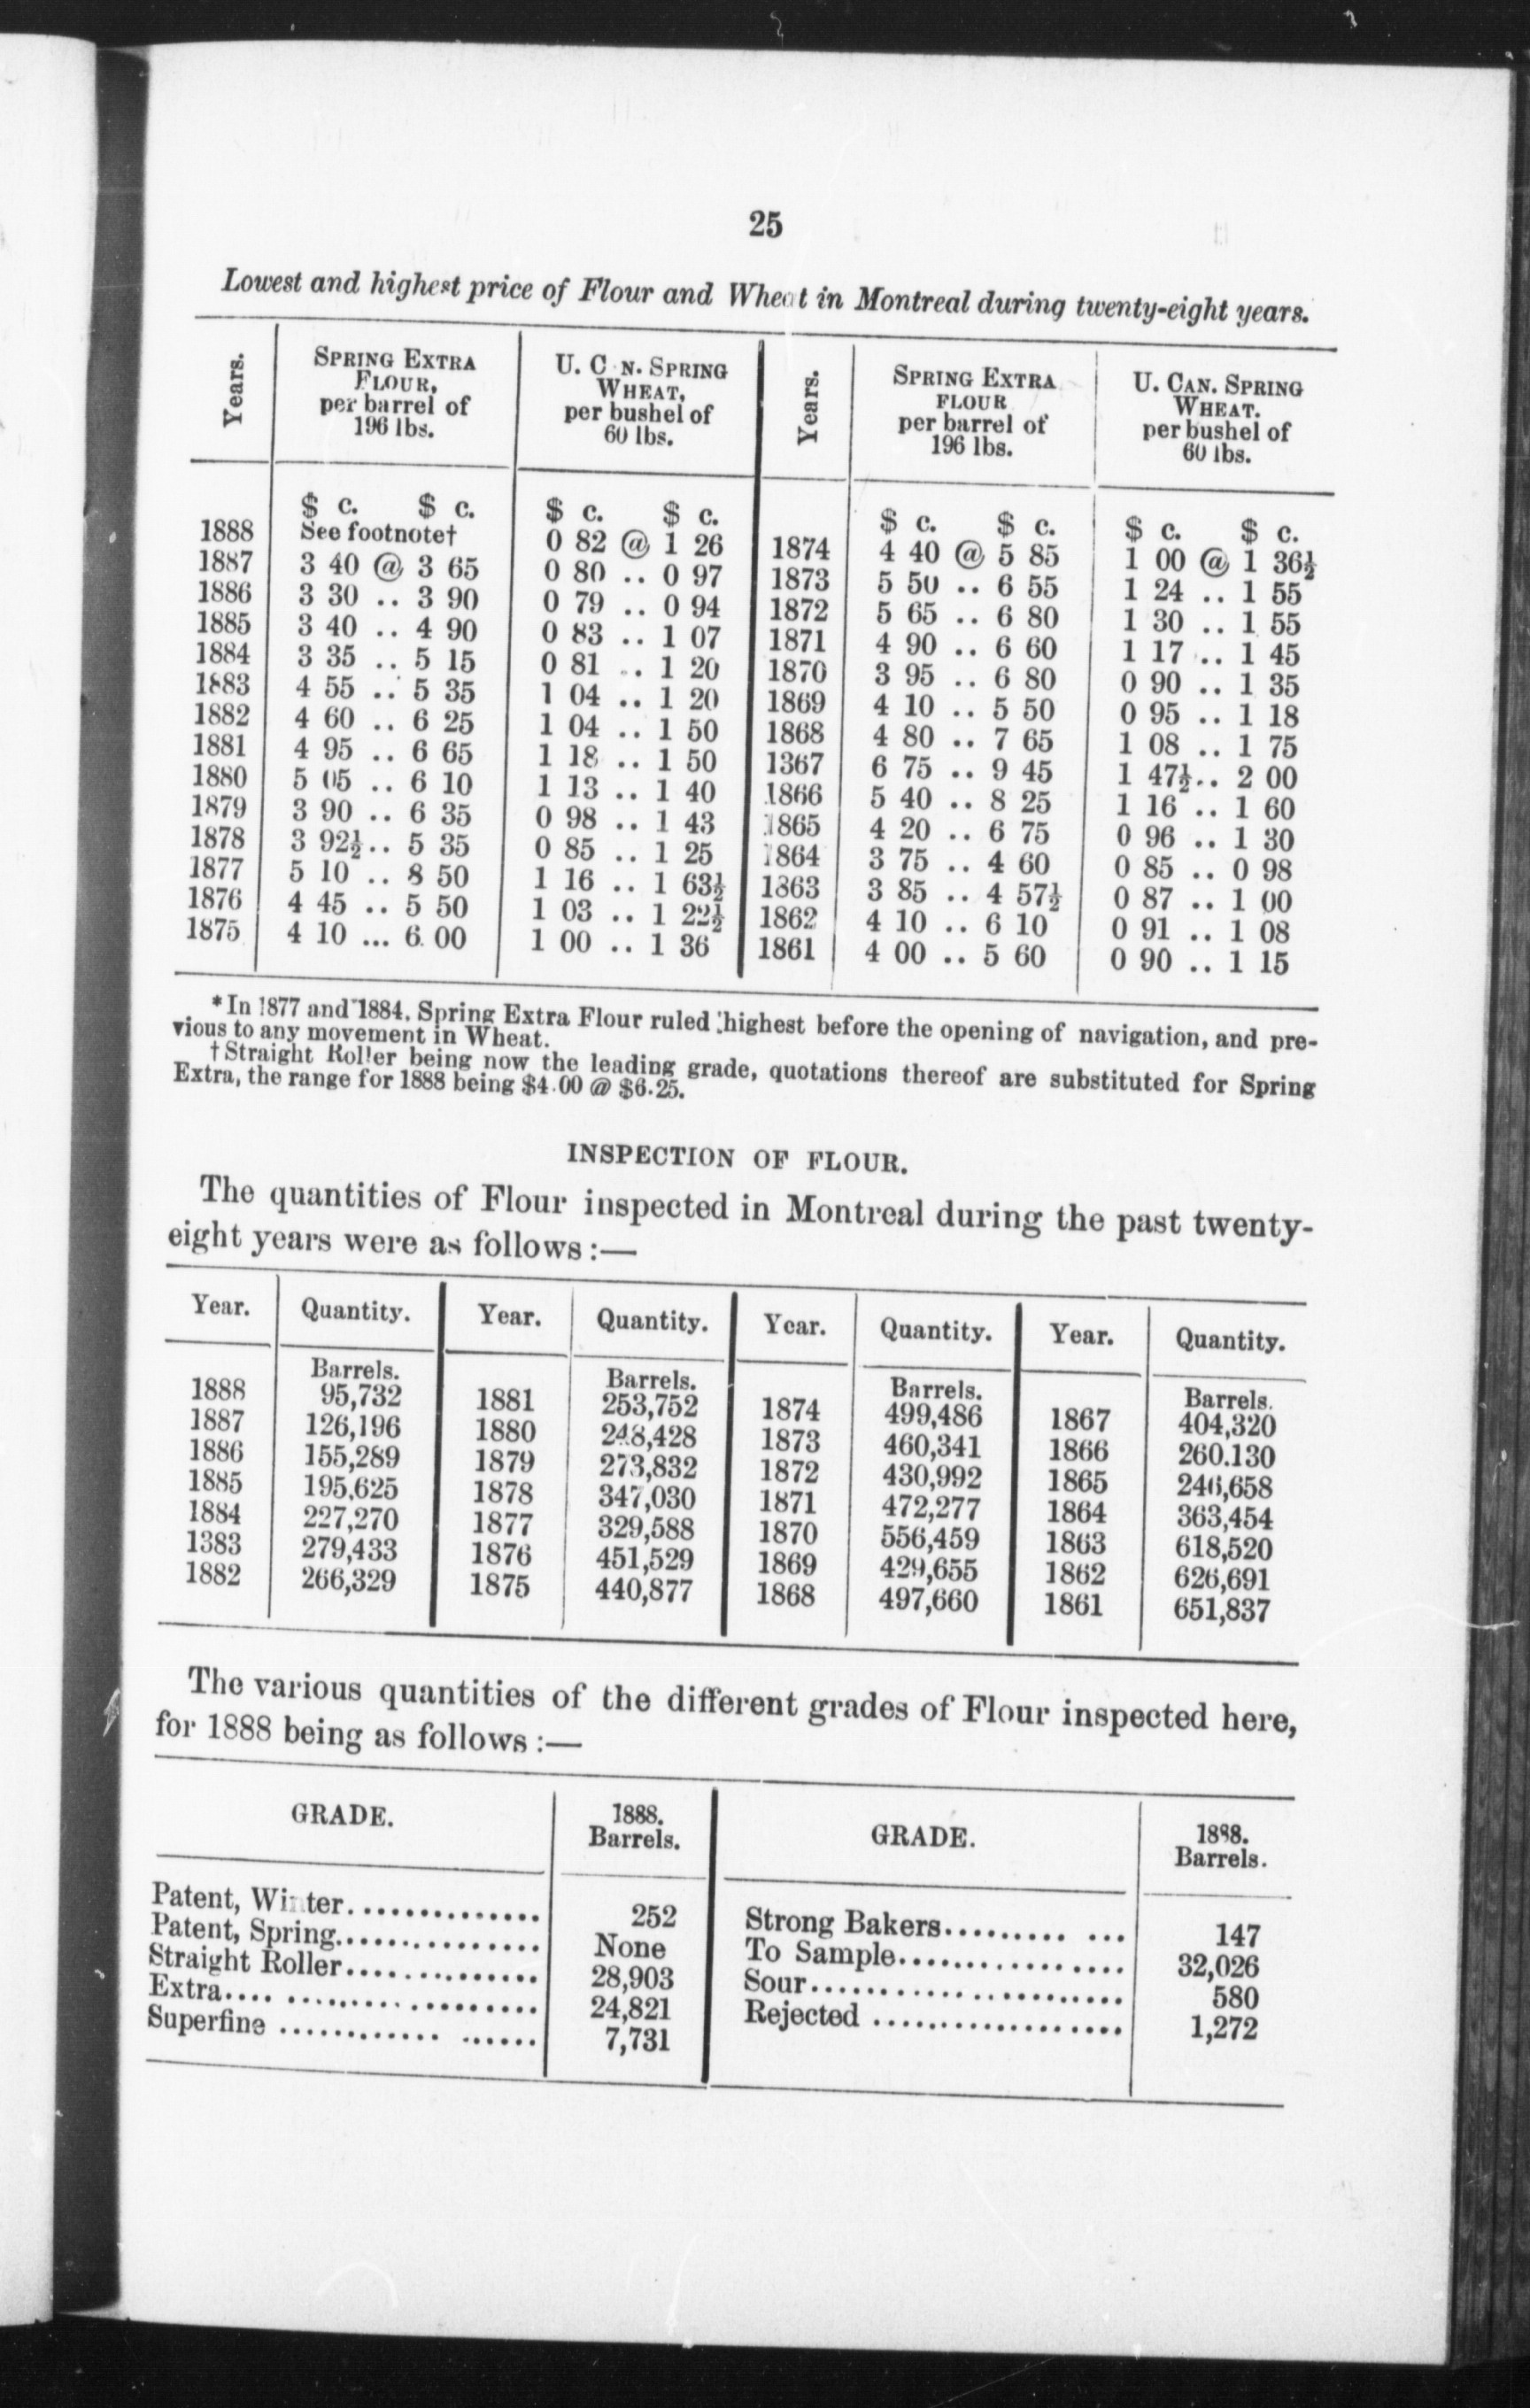 25
Lowest and highest price of Flour and Wheat in Montreal during twenty-eight years.
Years. SPRING EXTRA FLOUR, per barrel of 196 lbs. U. C N. SPRING WHEAT, per bushel of 60 lbs. Years. SPRING EXTRA FLOUR per barrel of 196 lbs. U. CAN. SPRING WHEAT. per bushel of 60 lbs.
$ c. $ c. $ c. $ c. $ c. $ c. $ c. $ c.
1888 See footnote† 0 82 @ 1 26 1874 4 40 @ 5 85 1 00 @ 1 36½
1887 3 40 @ 3 65 0 80 .. 0 97 1873 5 50 .. 6 55 1 24 .. 1 55
1886 3 30 .. 3 90 0 79 .. 0 94 1872 5 65 .. 6 80 1 30 .. 1 55
1885 3 40 .. 4 90 0 83 .. 1 07 1871 4 90 .. 6 60 1 17 .. 1 45
1884 3 35 .. 5 15 0 81 .. 1 20 1870 3 95 .. 6 80 0 90 .. 1 35
1883 4 55 .. 5 35 1 04 .. 1 20 1869 4 10 .. 5 50 0 95 .. 1 18
1882 4 60 .. 6 25 1 04 .. 1 50 1868 4 80 .. 7 65 1 08 .. 1 75
1881 4 95 .. 6 65 1 18 .. 1 50 1367 6 75 .. 9 45 1 47½.. 2 00
1880 5 05 .. 6 10 1 13 .. 1 40 1866 5 40 .. 8 25 1 16 .. 1 60
1879 3 90 .. 6 35 0 98 .. 1 43 1865 4 20 .. 6 75 0 96 .. 1 30
1878 3 92½.. 5 35 0 85 .. 1 25 1864 3 75 .. 4 60 0 85 .. 0 98
1877 5 10 .. 8 50 1 16 .. 1 63½ 1863 3 85 .. 4 57½ 0 87 .. 1 00
1876 4 45 .. 5 50 1 03 .. 1 22½ 1862 4 10 .. 6 10 0 91 .. 1 08
1875 4 10 ... 6 00 1 00 .. 1 36 1861 4 00 .. 5 60 0 90 .. 1 15
* In 1877 and 1884, Spring Extra Flour ruled highest before the opening of navigation, and pre-
vious to any movement in Wheat.
† Straight Roller being now the leading grade, quotations thereof are substituted for Spring
Extra, the range for 1888 being $4.00 @ $6.25.
INSPECTION OF FLOUR.
The quantities of Flour inspected in Montreal during the past twenty-
eight years were as follows :—
Year. Quantity. Year. Quantity. Year. Quantity. Year. Quantity.
Barrels. Barrels. Barrels. Barrels.
1888 95,732 1881 253,752 1874 499,486 1867 404,320
1887 126,196 1880 248,428 1873 460,341 1866 260.130
1886 155,289 1879 273,832 1872 430,992 1865 246,658
1885 195,625 1878 347,030 1871 472,277 1864 363,454
1884 227,270 1877 329,588 1870 556,459 1863 618,520
1383 279,433 1876 451,529 1869 429,655 1862 626,691
1882 266,329 1875 440,877 1868 497,660 1861 651,837
The various quantities of the different grades of Flour inspected here,
for 1888 being as follows :—
GRADE. 1888. Barrels. GRADE. 1888. Barrels.
Patent, Winter............... 252 Strong Bakers......... ... 147
Patent, Spring............... None To Sample................ 32,026
Straight Roller.............. 28,903 Sour...................... 580
Extra.... .................. 24,821 Rejected .................. 1,272
Superfine ............ ...... 7,731